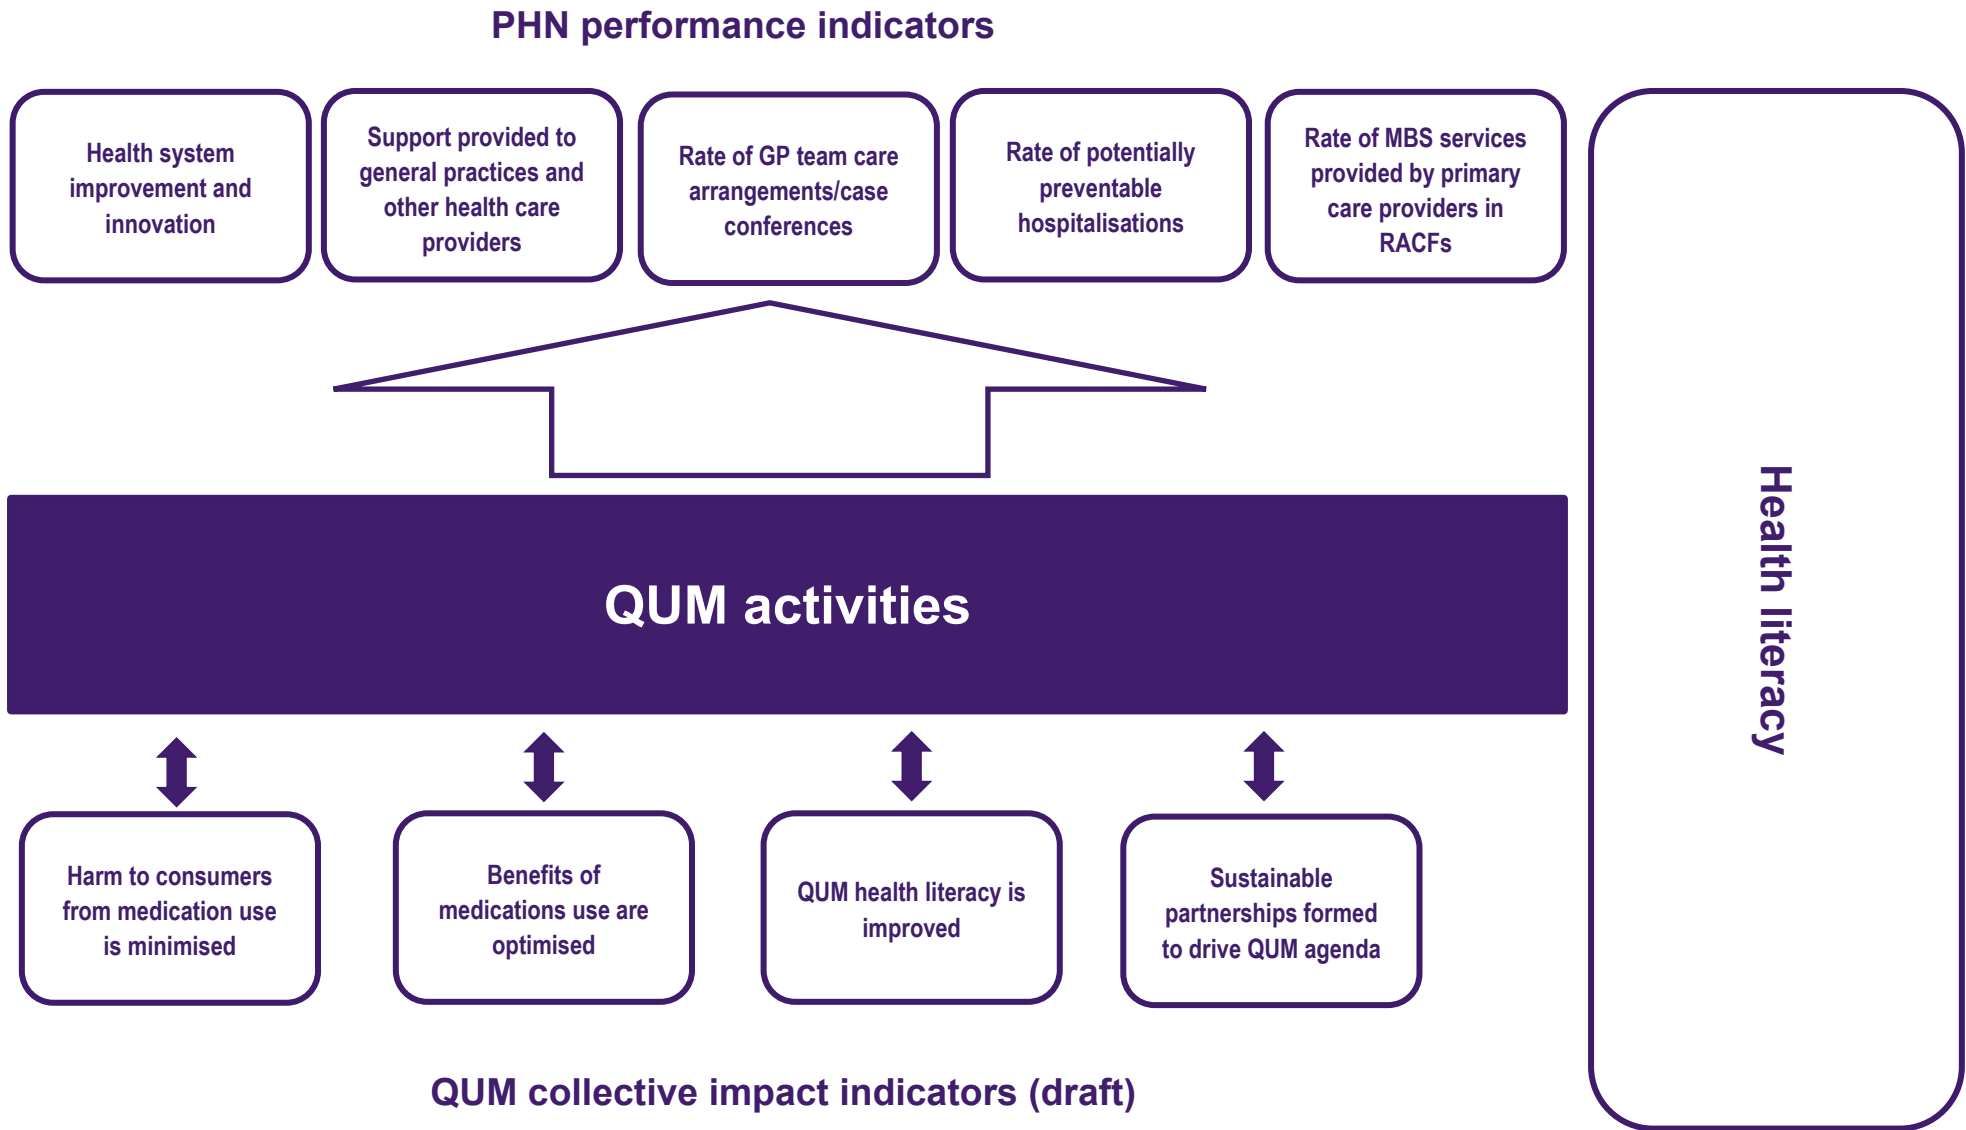 PHN performance indicators
Health system
improvement and
innovation
Support provided to
general practices and
other health care
providers
Rate of GP team care
arrangements/case
conferences
Rate of potentially
preventable
hospitalisations
Rate of MBS services
provided by primary
care providers in
RACFs
Health literacy
QUM activities
Harm to consumers
from medication use
is minimised
Benefits of
medications use are
optimised
QUM health literacy is
improved
Sustainable
partnerships formed
to drive QUM agenda
QUM collective impact indicators (draft)